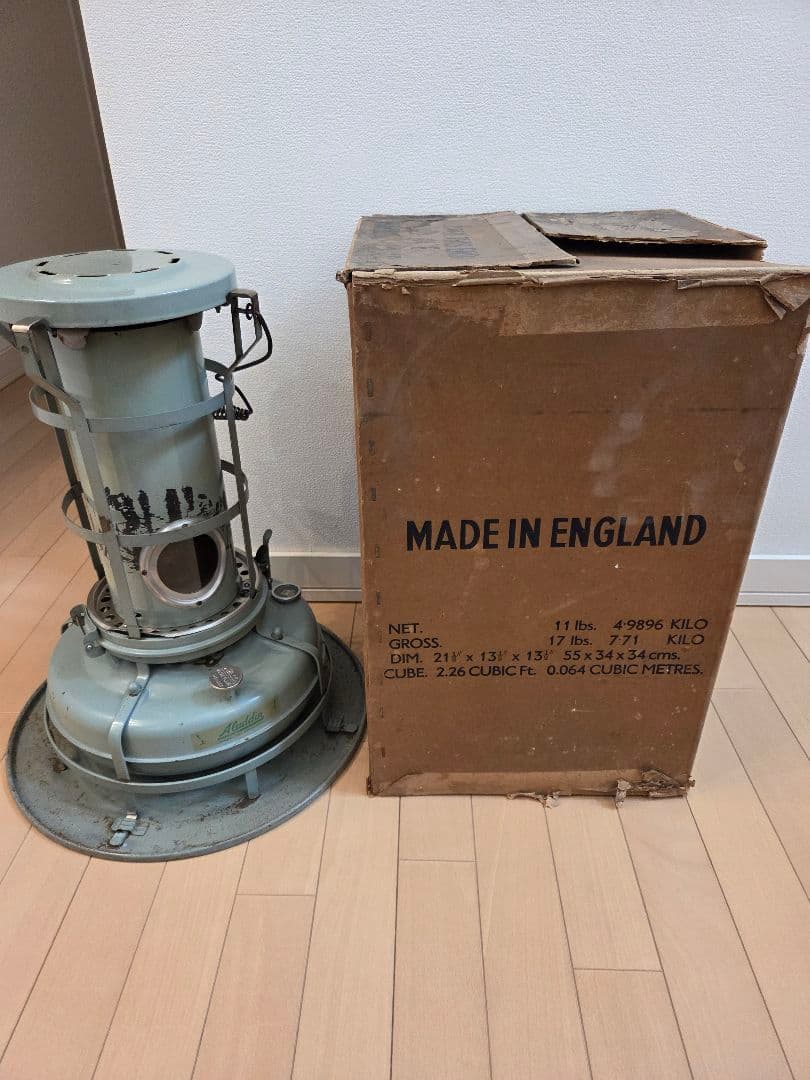 Aladdin
MADE IN ENGLAND
NET. 11 lbs. 4·9896 KILO
GROSS. 17 lbs. 7·71 KILO
DIM. 21½" x 13½" x 13½" 55 x 34 x 34 cms.
CUBE. 2.26 CUBIC Ft. 0.064 CUBIC METRES.